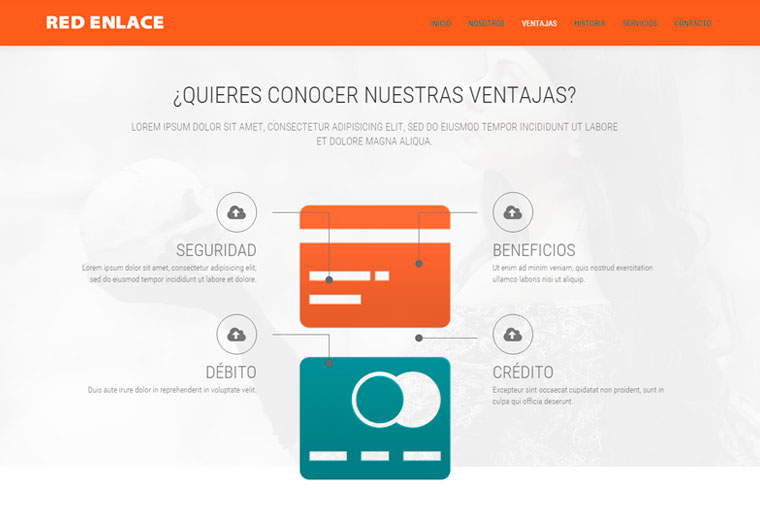 RED ENLACE
INICIO NOSOTROS VENTAJAS HISTORIA SERVICIOS CONTACTO
¿QUIERES CONOCER NUESTRAS VENTAJAS?
LOREM IPSUM DOLOR SIT AMET, CONSECTETUR ADIPISICING ELIT, SED DO EIUSMOD TEMPOR INCIDIDUNT UT LABORE
ET DOLORE MAGNA ALIQUA.
SEGURIDAD
Lorem ipsum dolor sit amet, consectetur adipisicing elit,
sed do eiusmod tempor incididunt ut labore et dolore.
BENEFICIOS
Ut enim ad minim veniam, quis nostrud exercitation
ullamco laboris nisi ut aliquip.
DÉBITO
Duis aute irure dolor in reprehenderit in voluptate velit.
CRÉDITO
Excepteur sint occaecat cupidatat non proident, sunt in
culpa qui officia deserunt.